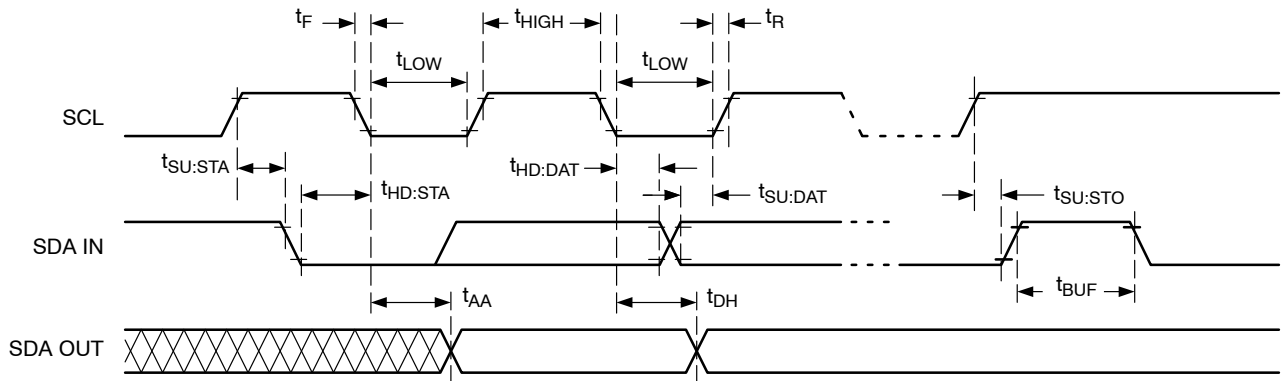 tF
tHIGH
tR
tLOW
tLOW
SCL
tSU:STA
tHD:STA
tHD:DAT
tSU:DAT
tSU:STO
SDA IN
tAA
tDH
tBUF
SDA OUT